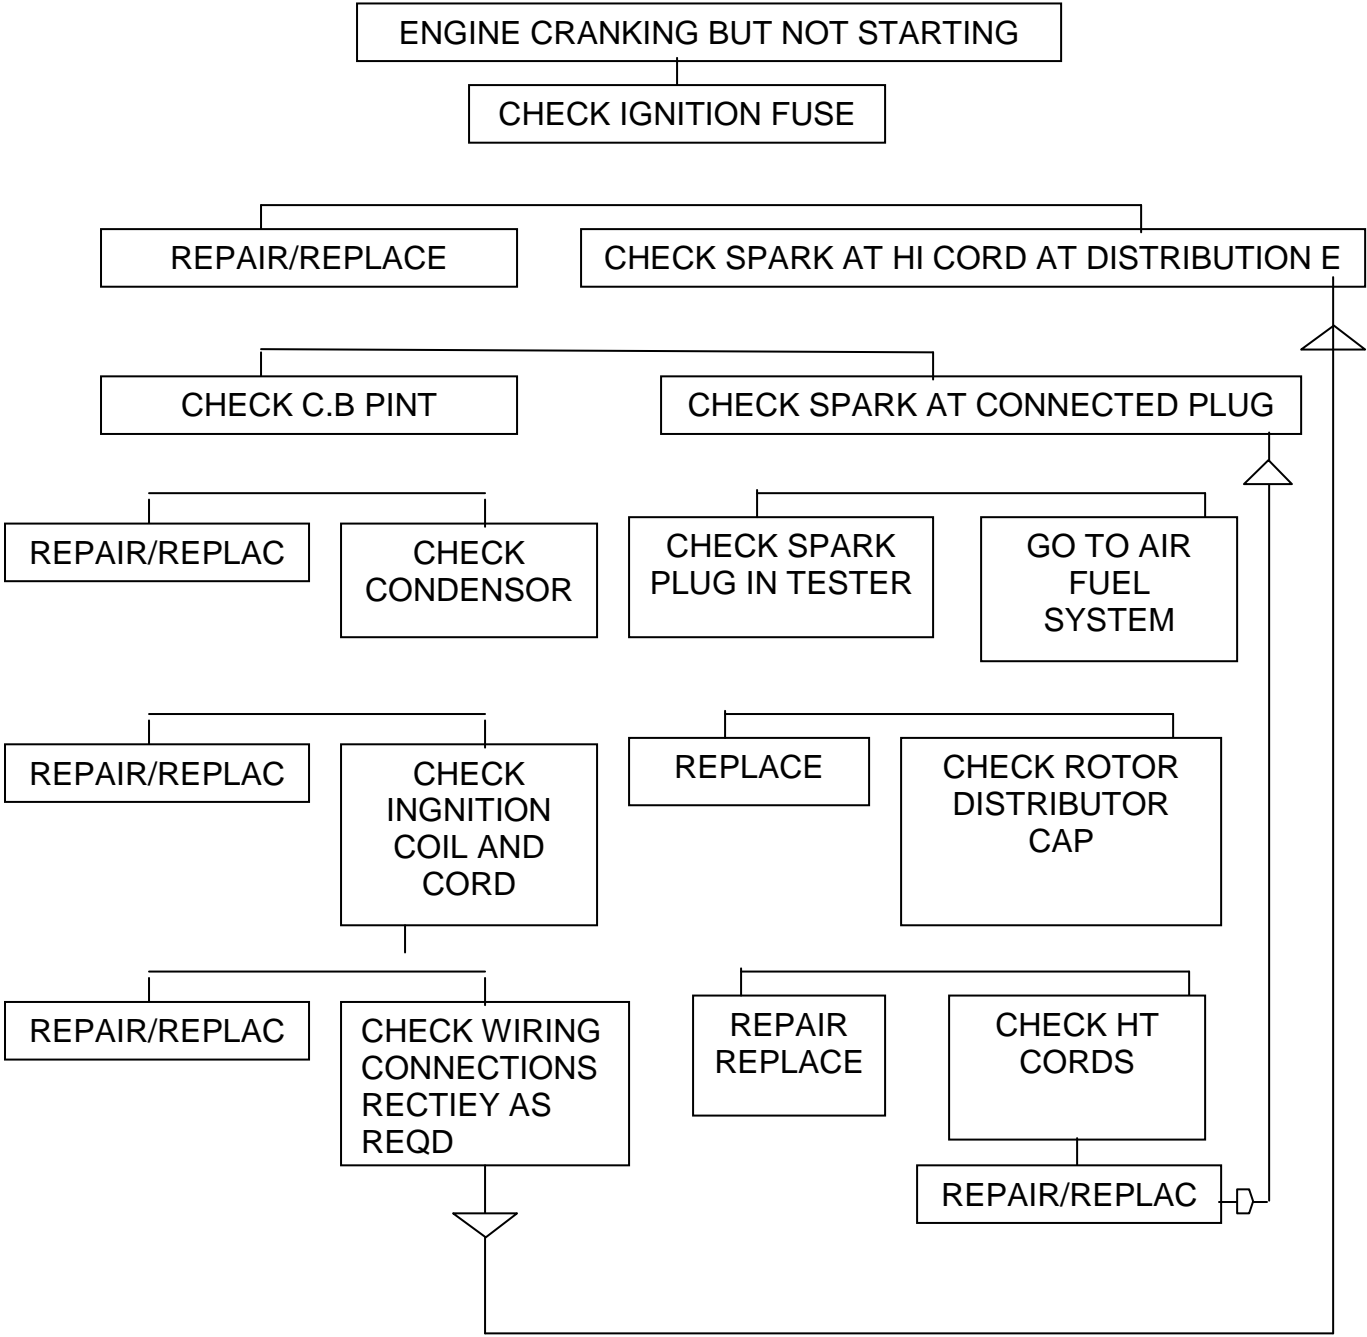 ENGINE CRANKING BUT NOT STARTING
CHECK IGNITION FUSE
REPAIR/REPLACE
CHECK SPARK AT HI CORD AT DISTRIBUTION E
CHECK C.B PINT
CHECK SPARK AT CONNECTED PLUG
REPAIR/REPLAC
CHECK
CONDENSOR
CHECK SPARK
PLUG IN TESTER
GO TO AIR
FUEL
SYSTEM
REPAIR/REPLAC
CHECK
INGNITION
COIL AND
CORD
REPLACE
CHECK ROTOR
DISTRIBUTOR
CAP
REPAIR/REPLAC
CHECK WIRING
CONNECTIONS
RECTIEY AS
REQD
REPAIR
REPLACE
CHECK HT
CORDS
REPAIR/REPLAC